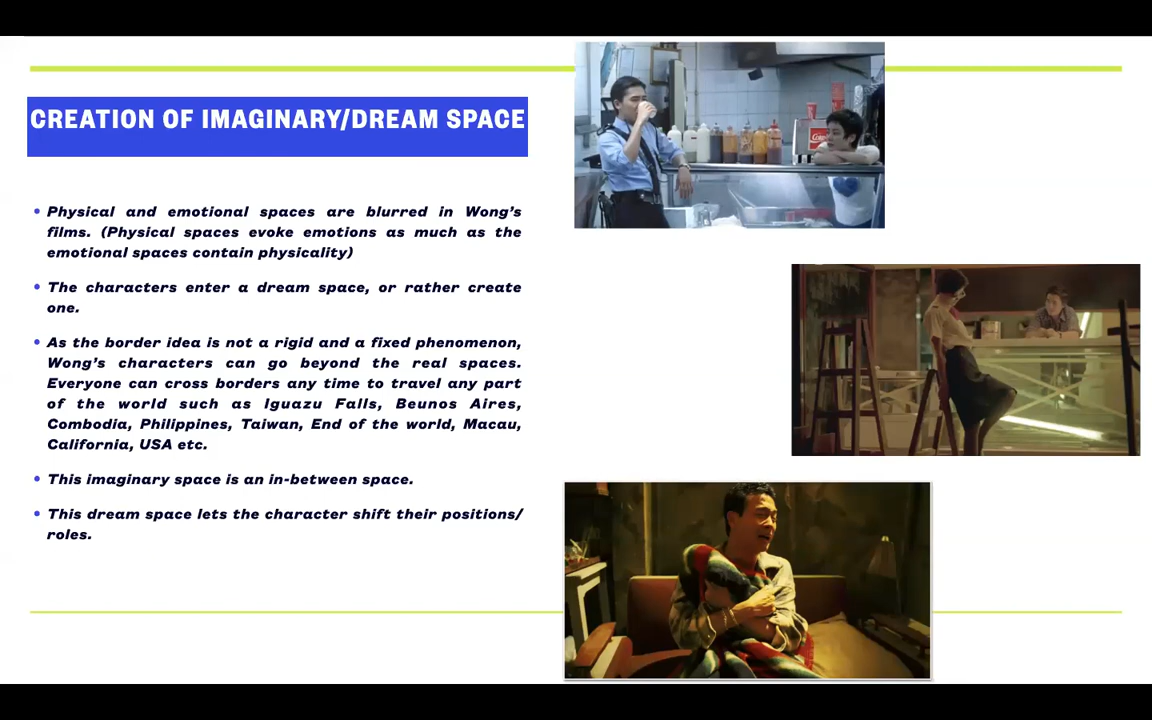 CREATION OF IMAGINARY/DREAM SPACE
• Physical and emotional spaces are blurred in Wong's
films. (Physical spaces evoke emotions as much as the
emotional spaces contain physicality)
• The characters enter a dream space, or rather create
one.
• As the border idea is not a rigid and a fixed phenomenon,
Wong's characters can go beyond the real spaces.
Everyone can cross borders any time to travel any part
of the world such as Iguazu Falls, Beunos Aires,
Combodia, Philippines, Taiwan, End of the world, Macau,
California, USA etc.
• This imaginary space is an in-between space.
• This dream space lets the character shift their positions/
roles.